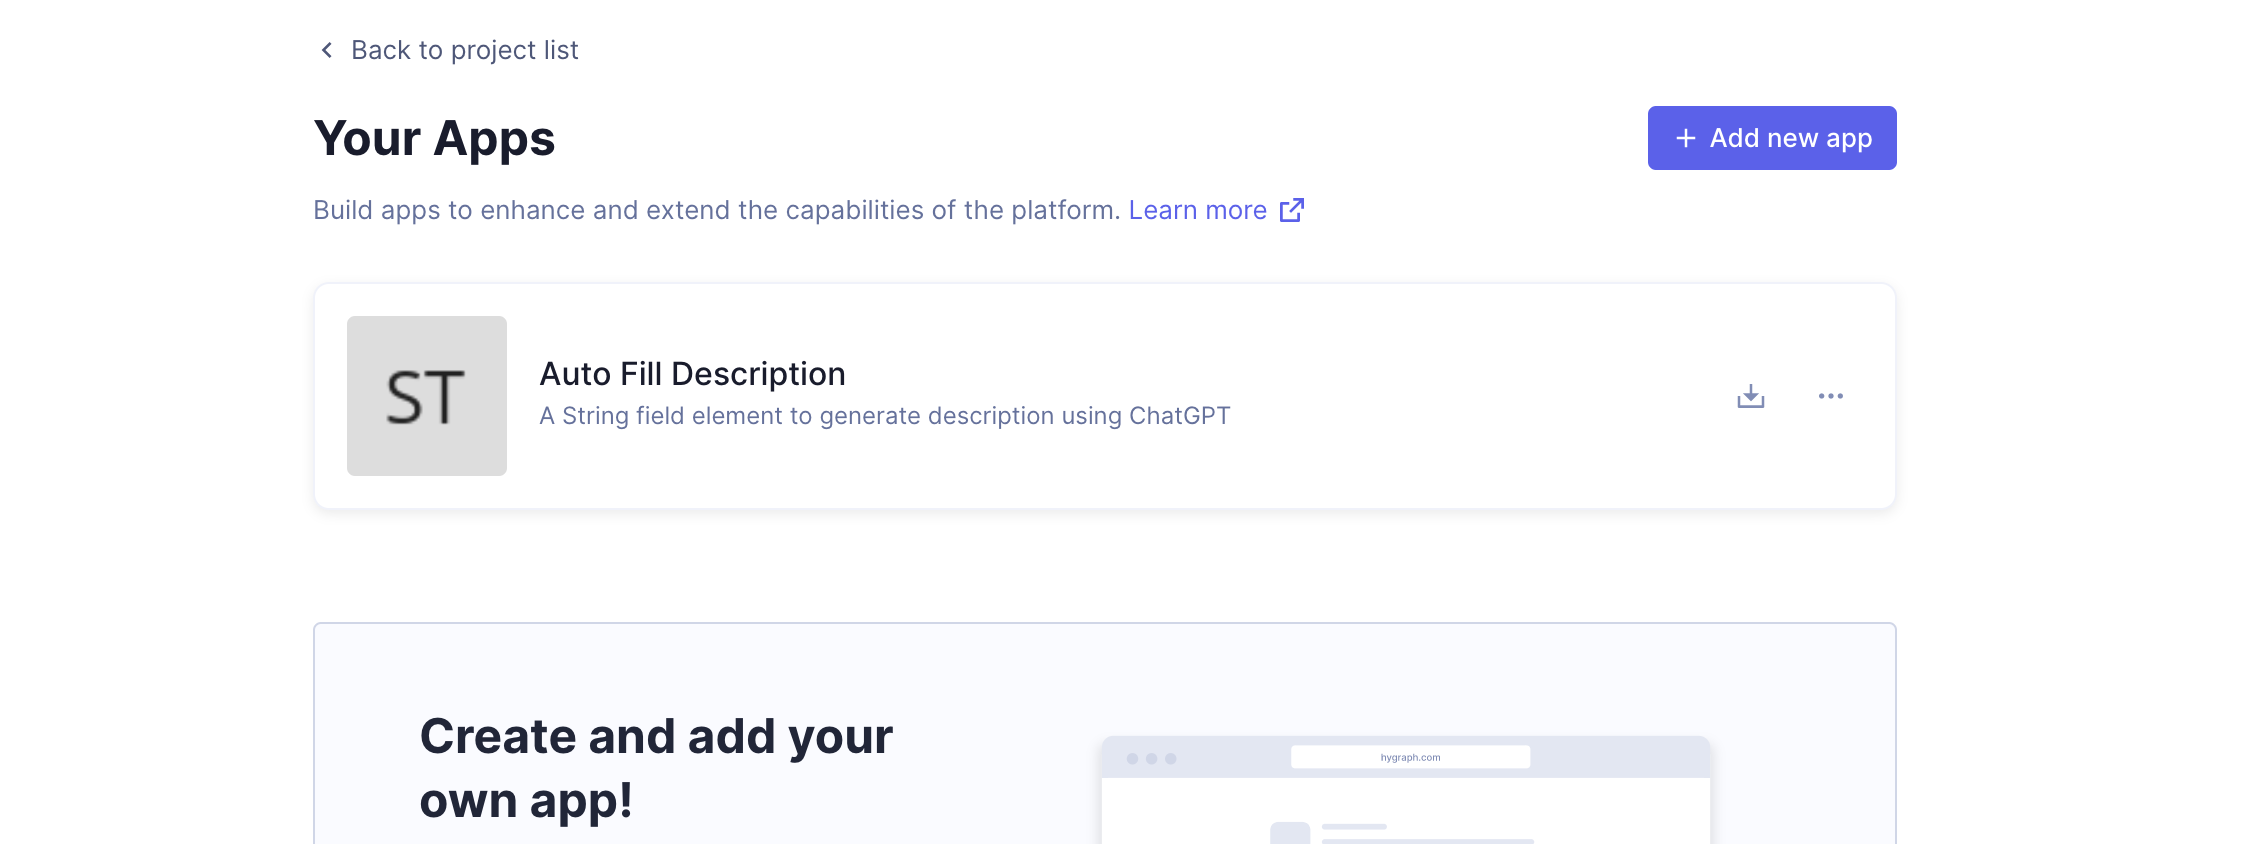 Back to project list
Your Apps
Add new app
Build apps to enhance and extend the capabilities of the platform. Learn more
ST
Auto Fill Description
A String field element to generate description using ChatGPT
Create and add your
own app!
hygraph.com